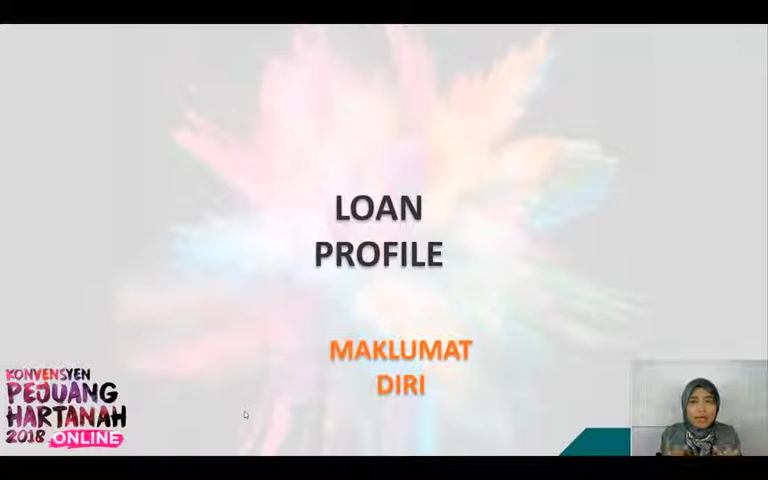 LOAN
PROFILE
MAKLUMAT
DIRI
KONVENSYEN
PEJUANG
HARTANAH
2018 ONLINE